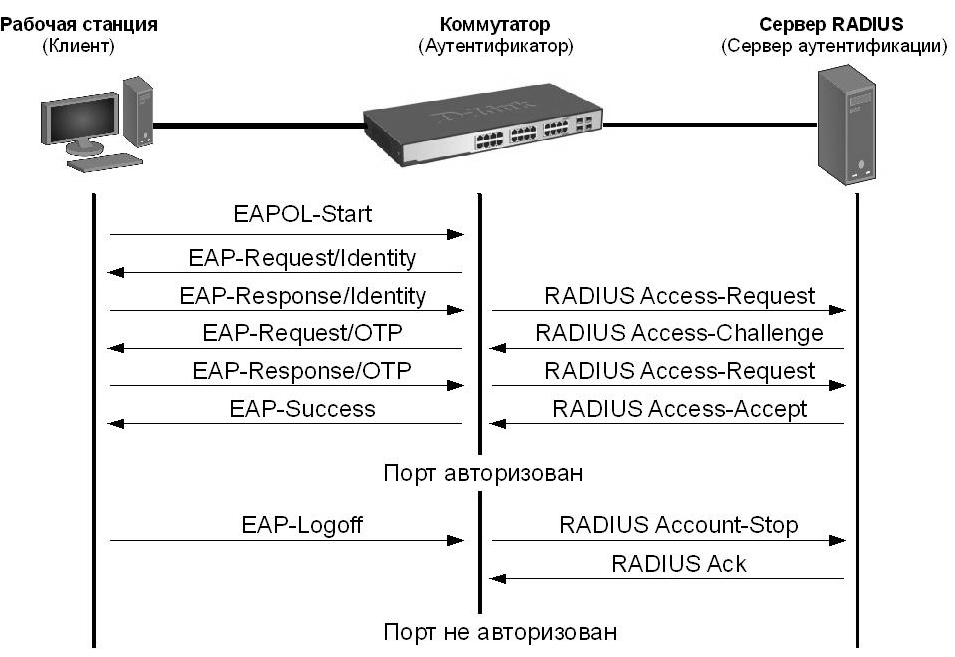 Рабочая станция
(Клиент)
Коммутатор
(Аутентификатор)
Сервер RADIUS
(Сервер аутентификации)
D-Link
EAPOL-Start
EAP-Request/Identity
EAP-Response/Identity
RADIUS Access-Request
EAP-Request/OTP
RADIUS Access-Challenge
EAP-Response/OTP
RADIUS Access-Request
EAP-Success
RADIUS Access-Accept
Порт авторизован
EAP-Logoff
RADIUS Account-Stop
RADIUS Ack
Порт не авторизован